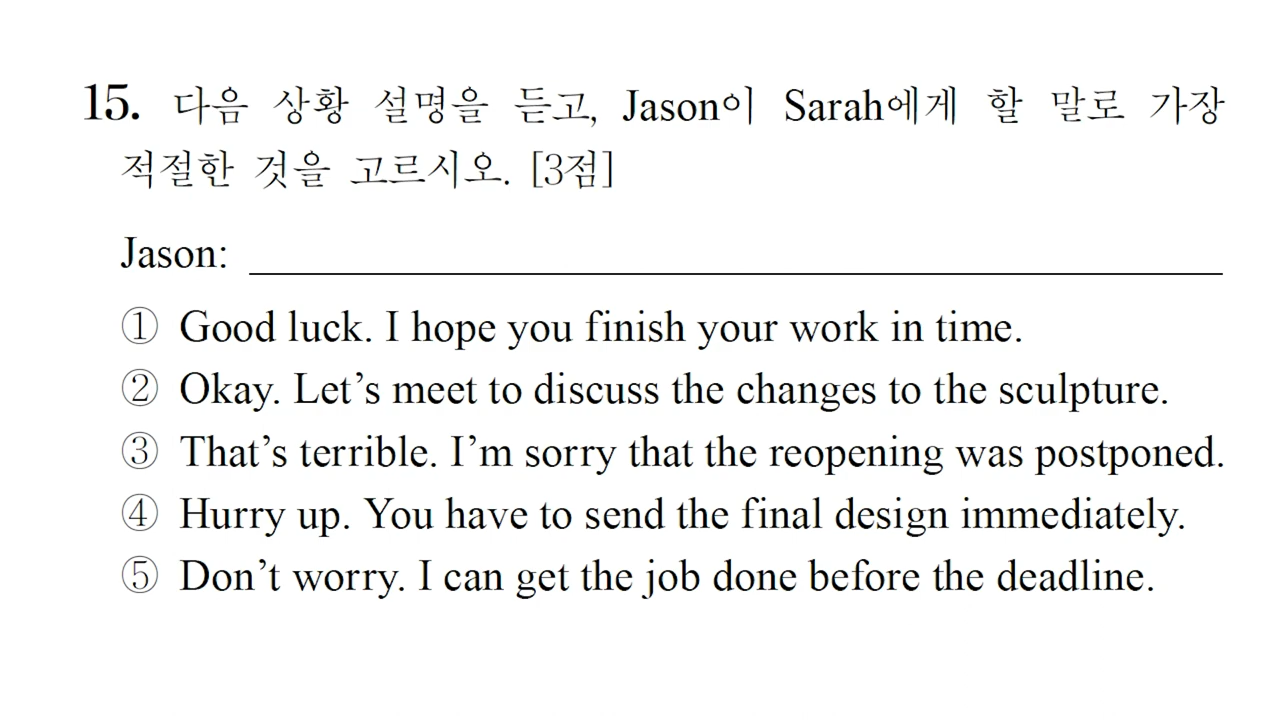 15. 다음 상황 설명을 듣고, Jason이 Sarah에게 할 말로 가장
적절한 것을 고르시오. [3점]
Jason: 
① Good luck. I hope you finish your work in time.
② Okay. Let’s meet to discuss the changes to the sculpture.
③ That’s terrible. I’m sorry that the reopening was postponed.
④ Hurry up. You have to send the final design immediately.
⑤ Don’t worry. I can get the job done before the deadline.